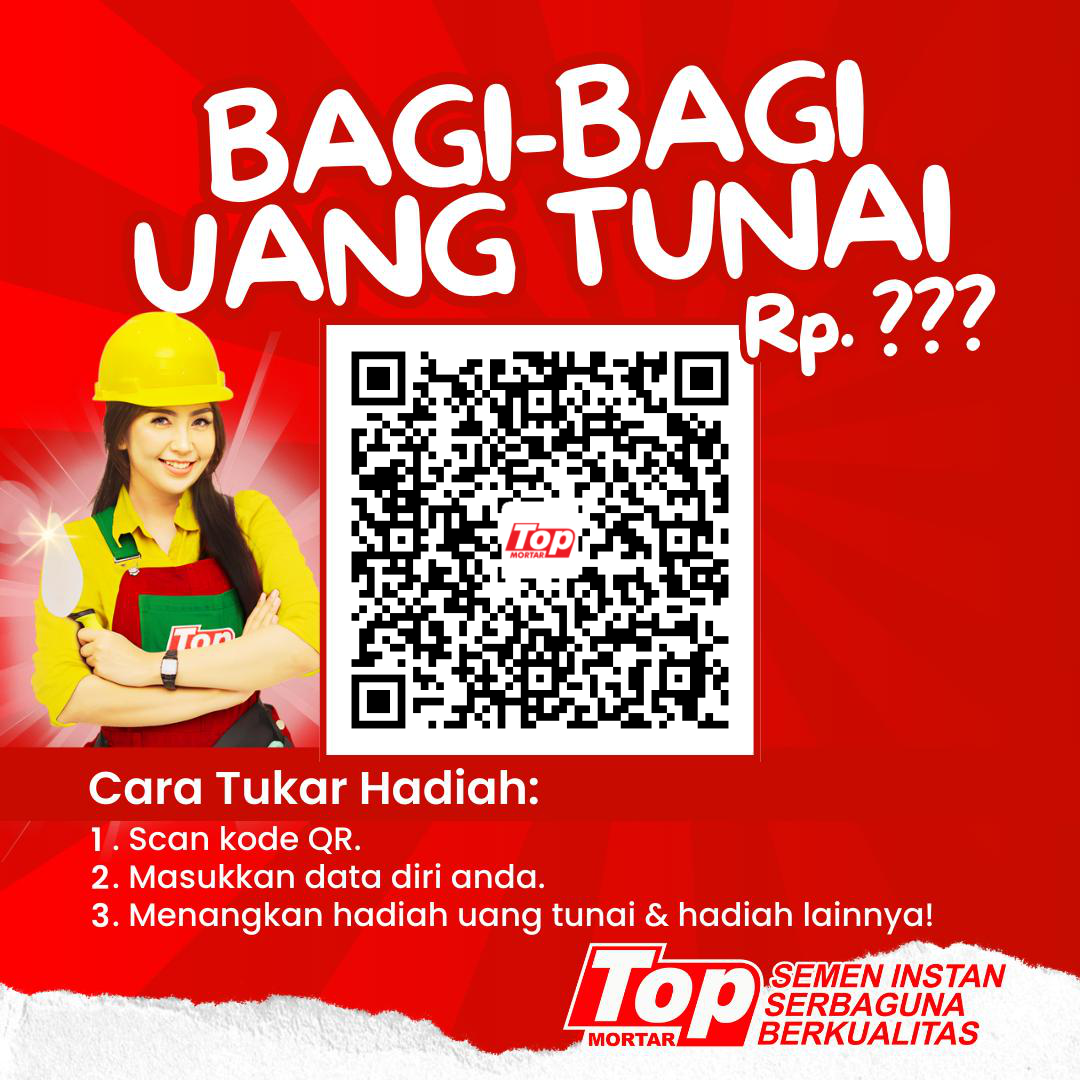 BAGI-BAGI
UANG TUNAI
Rp. ???
Top
MORTAR
Top
Cara Tukar Hadiah:
1. Scan kode QR.
2. Masukkan data diri anda.
3. Menangkan hadiah uang tunai & hadiah lainnya!
Top
MORTAR
SEMEN INSTAN
SERBAGUNA
BERKUALITAS